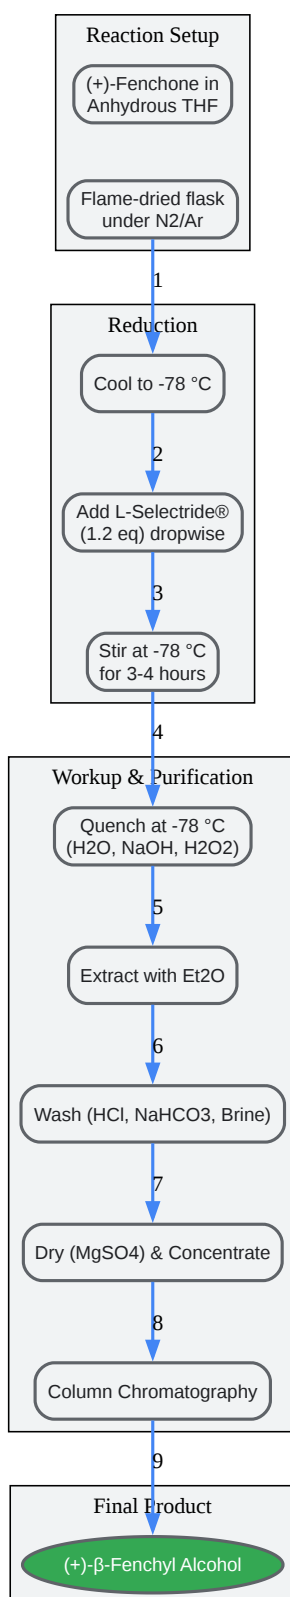 Reaction Setup
(+)-Fenchone in
Anhydrous THF
Flame-dried flask
under N2/Ar
1
Reduction
Cool to -78 °C
2
Add L-Selectride®
(1.2 eq) dropwise
3
Stir at -78 °C
for 3-4 hours
4
Workup & Purification
Quench at -78 °C
(H2O, NaOH, H2O2)
5
Extract with Et2O
6
Wash (HCl, NaHCO3, Brine)
7
Dry (MgSO4) & Concentrate
8
Column Chromatography
9
Final Product
(+)-β-Fenchyl Alcohol